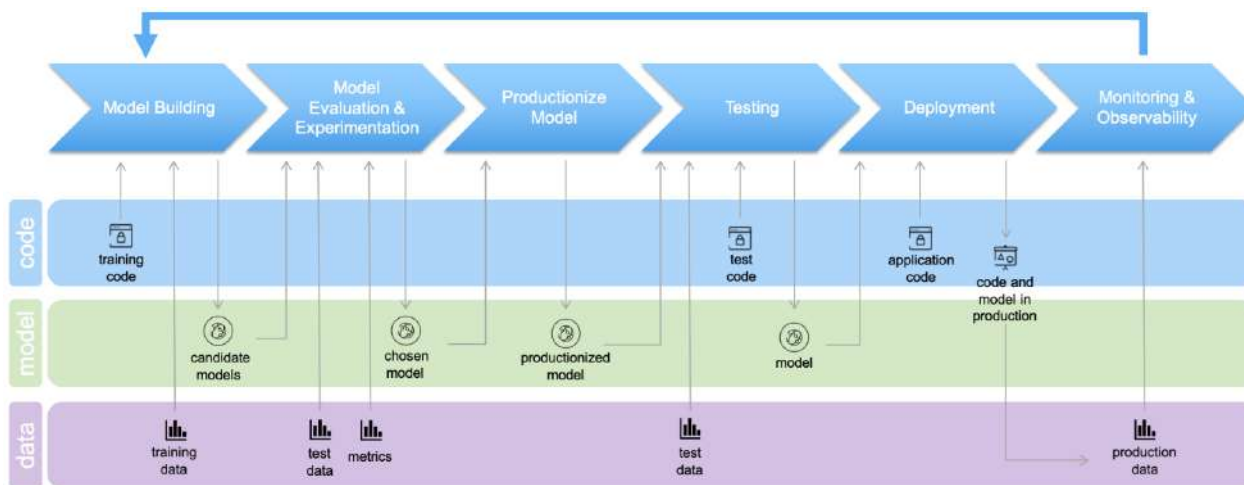 Model Building
Model
Evaluation &
Experimentation
Productionize
Model
Testing
Deployment
Monitoring &
Observability
code
training
code
test
code
application
code
code and
model in
production
model
candidate
models
chosen
model
productionized
model
model
data
training
data
test
data
metrics
test
data
production
data